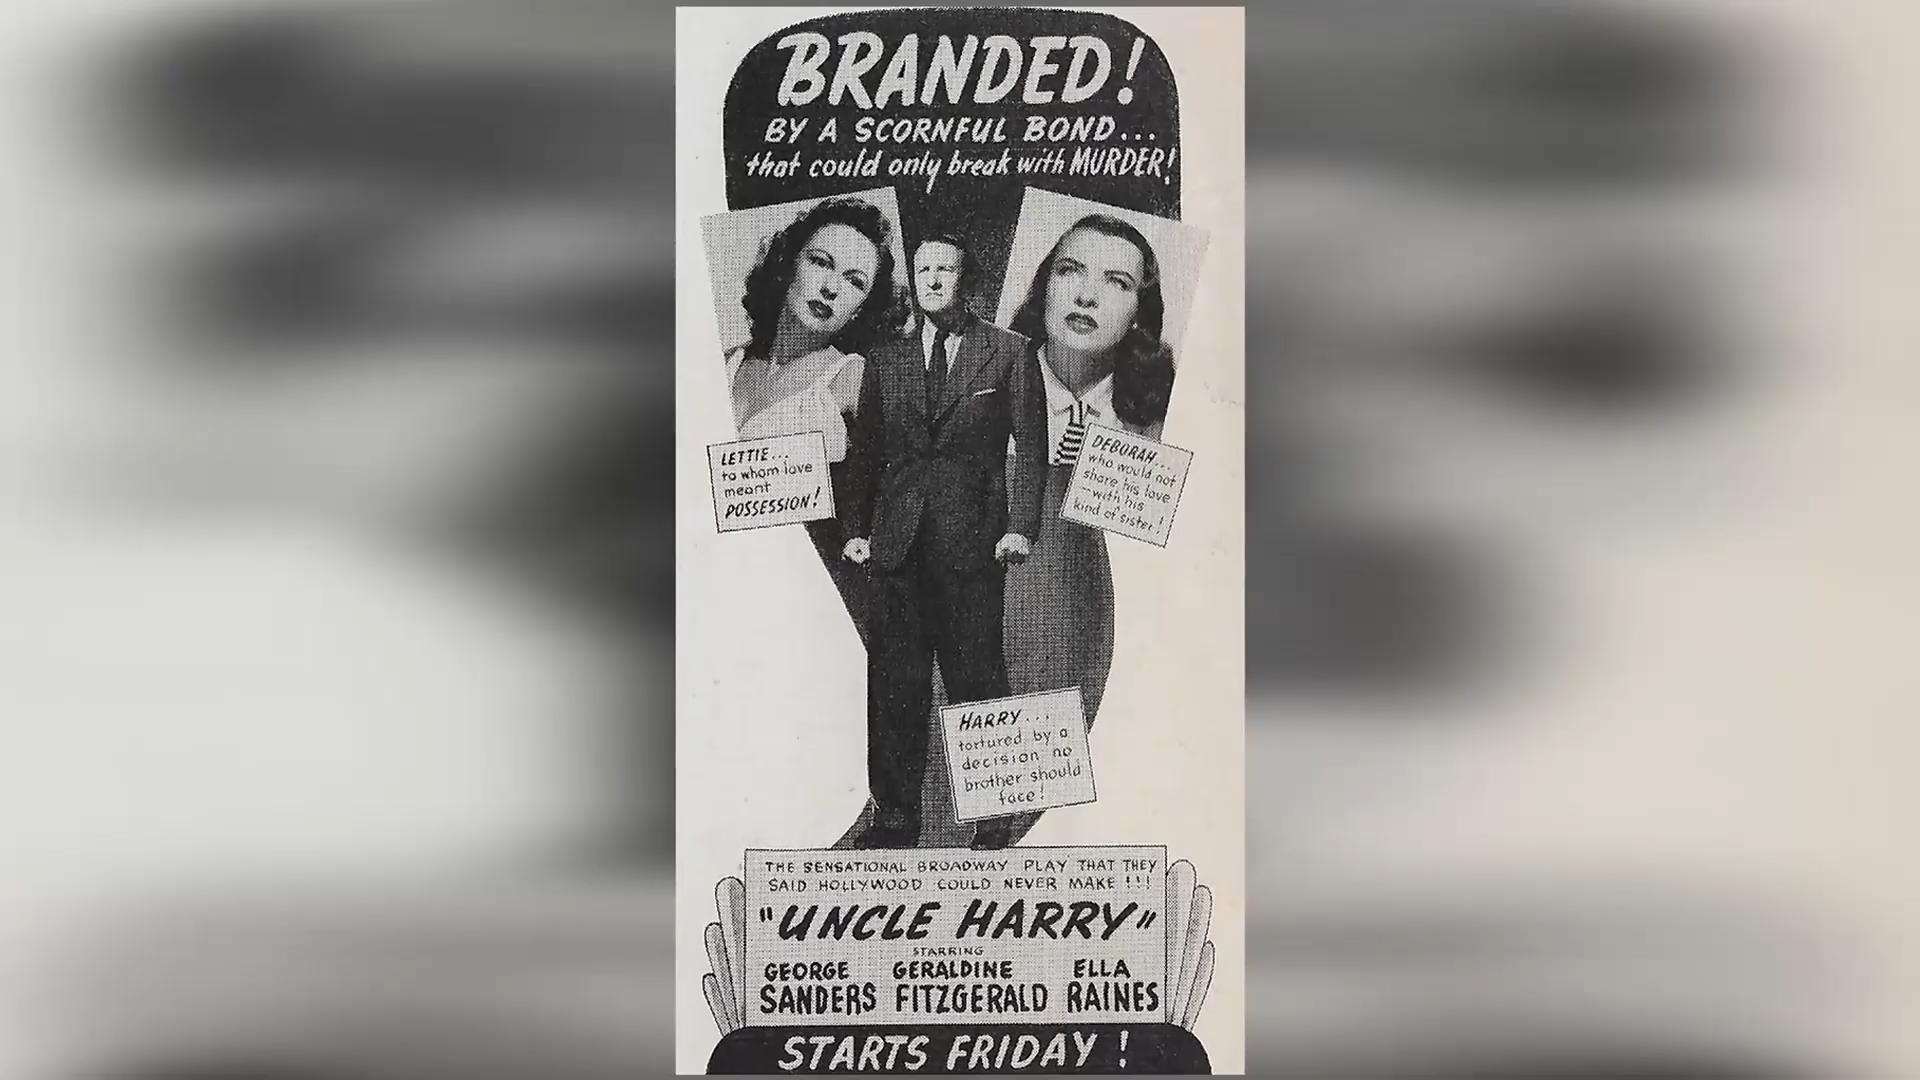 BRANDED!
BY A SCORNFUL BOND...
that could only break with MURDER!
LETTIE...
to whom love
meant
POSSESSION!
DEBORAH...
who would not
share his love
—with his
kind of sister!
HARRY...
tortured by a
decision no
brother should
face!
THE SENSATIONAL BROADWAY PLAY THAT THEY
SAID HOLLYWOOD COULD NEVER MAKE!!!
"UNCLE HARRY"
STARRING
GEORGE GERALDINE ELLA
SANDERS FITZGERALD RAINES
STARTS FRIDAY!